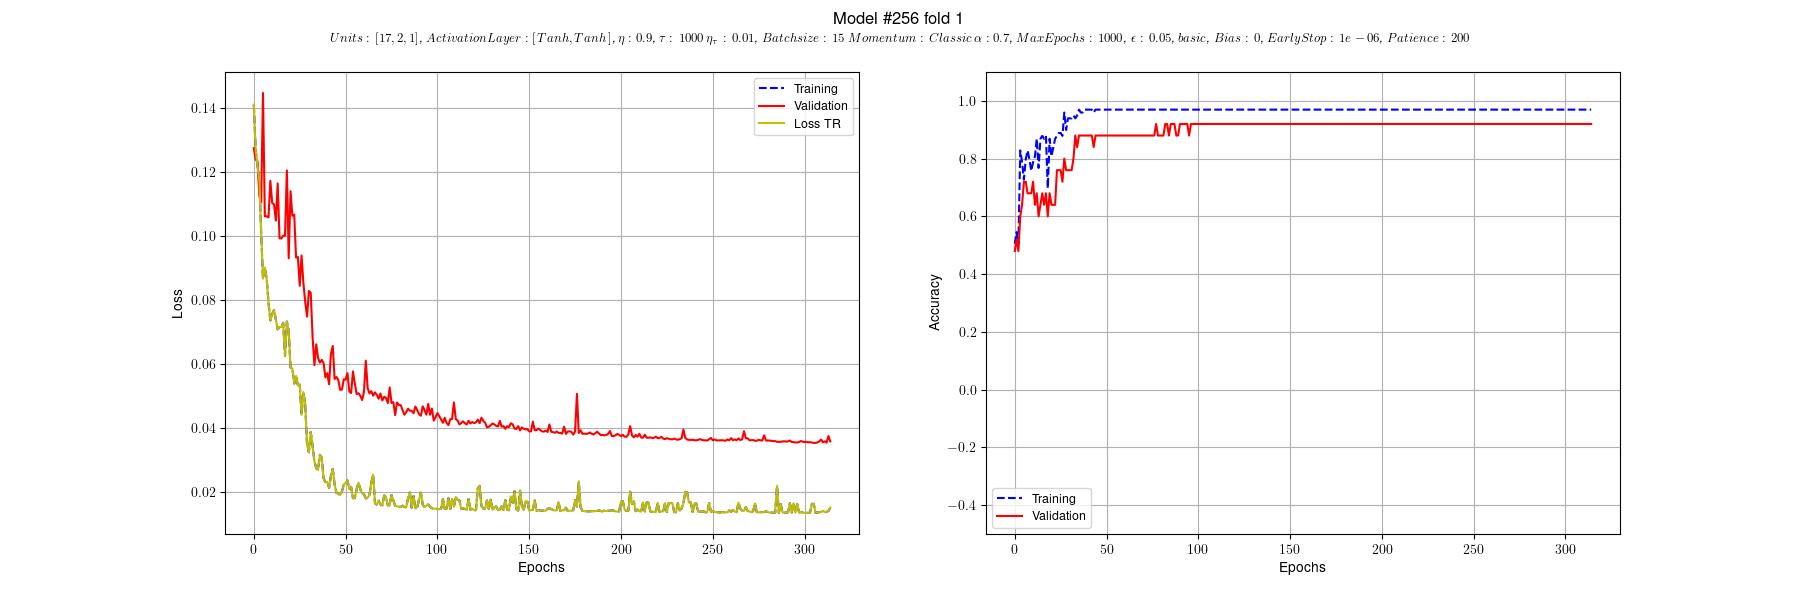 Model #256 fold 1
Units : [17, 2, 1], ActivationLayer : [Tanh, Tanh], η : 0.9, τ : 1000 η_τ : 0.01, Batchsize : 15 Momentum : Classic α : 0.7, MaxEpochs : 1000, ϵ : 0.05, basic, Bias : 0, EarlyStop : 1e − 06, Patience : 200
Loss
0.14
0.12
0.10
0.08
0.06
0.04
0.02
0 50 100 150 200 250 300
Epochs
Training
Validation
Loss TR
Accuracy
1.0
0.8
0.6
0.4
0.2
0.0
−0.2
−0.4
0 50 100 150 200 250 300
Epochs
Training
Validation